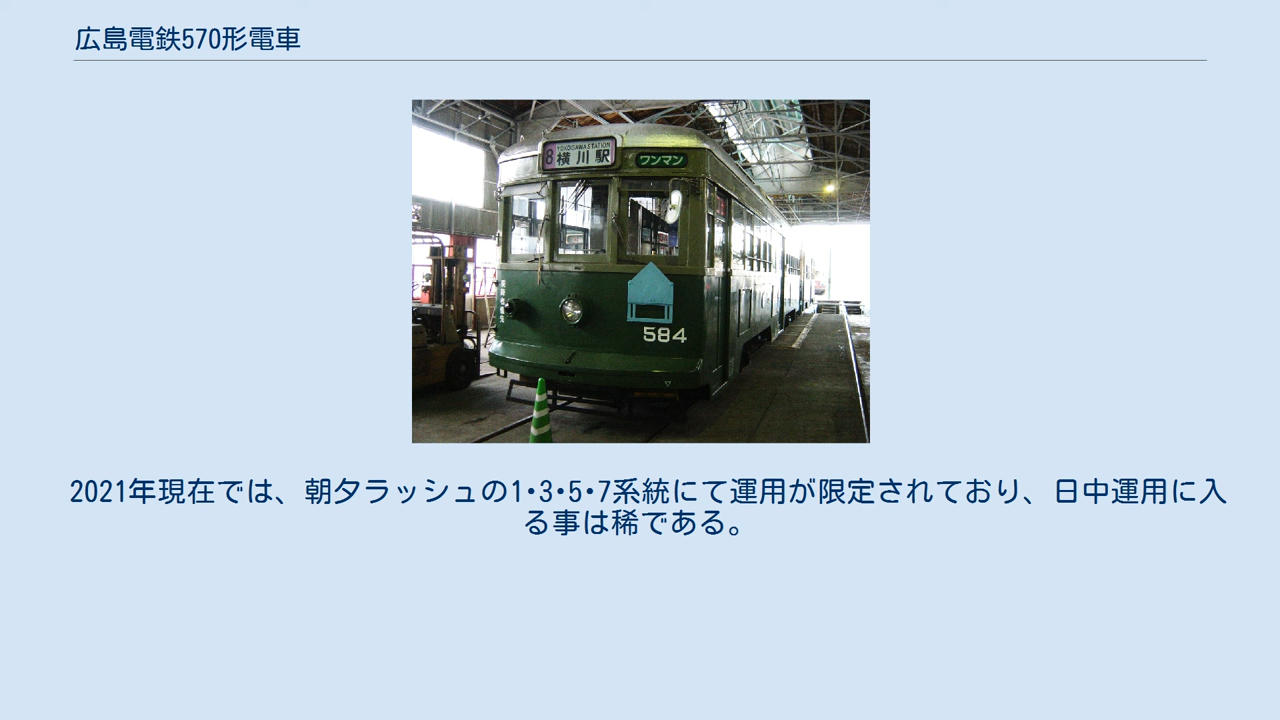 広島電鉄570形電車
8
YOKOGAWA STATION
横川駅
ワンマン
584
2021年現在では、朝夕ラッシュの1･3･5･7系統にて運用が限定されており、日中運用に入
る事は稀である。